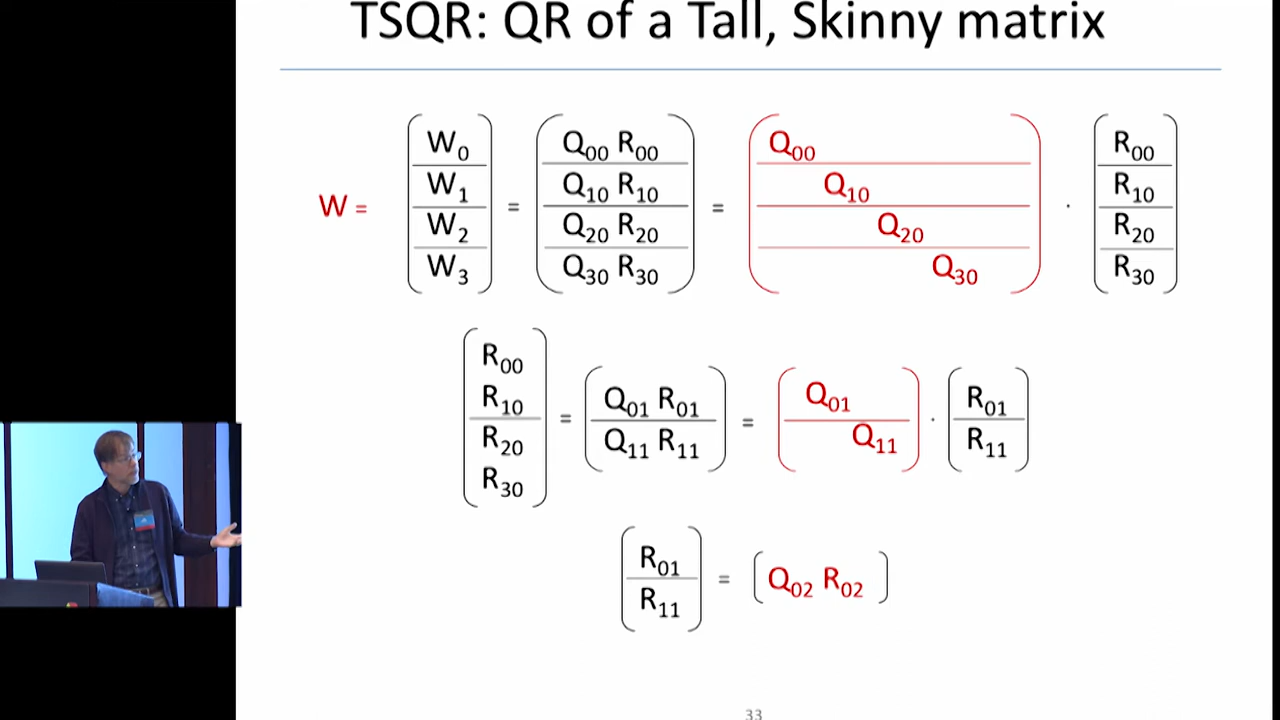 TSQR: QR of a Tall, Skinny matrix
W = [W₀ W₁ W₂ W₃] = [Q₀₀ R₀₀ Q₁₀ R₁₀ Q₂₀ R₂₀ Q₃₀ R₃₀] = [Q₀₀ Q₁₀ Q₂₀ Q₃₀] · [R₀₀ R₁₀ R₂₀ R₃₀]
[R₀₀ R₁₀ R₂₀ R₃₀] = [Q₀₁ R₀₁ Q₁₁ R₁₁] = [Q₀₁ Q₁₁] · [R₀₁ R₁₁]
[R₀₁ R₁₁] = [Q₀₂ R₀₂]
33